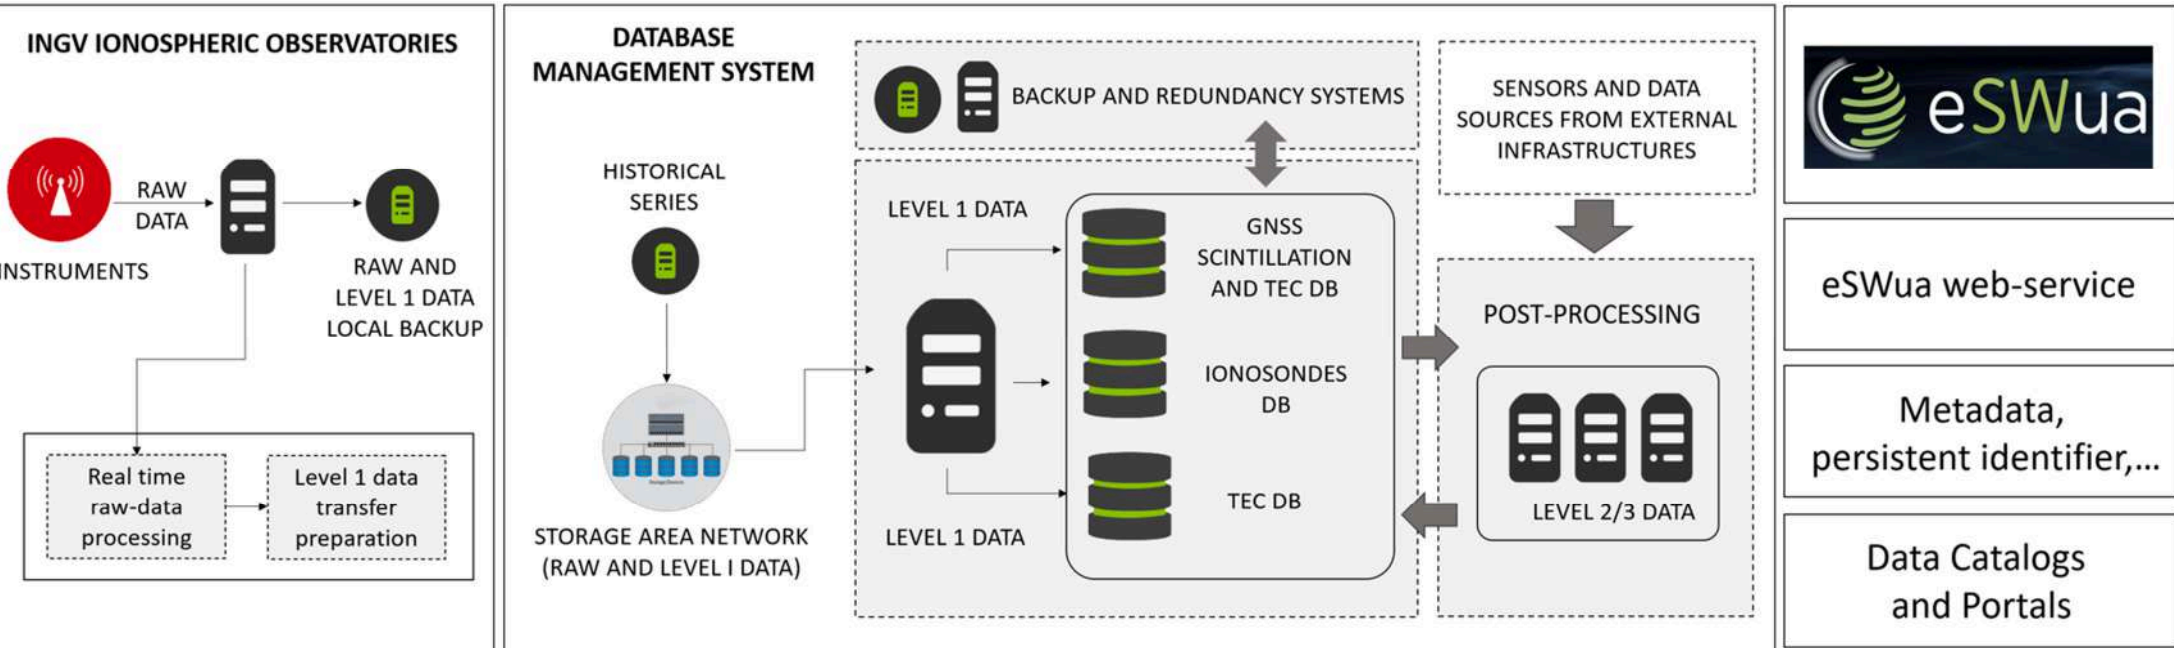 INGV IONOSPHERIC OBSERVATORIES
RAW
DATA
INSTRUMENTS
RAW AND
LEVEL 1 DATA
LOCAL BACKUP
Real time
raw-data
processing
Level 1 data
transfer
preparation
DATABASE
MANAGEMENT SYSTEM
HISTORICAL
SERIES
STORAGE AREA NETWORK
(RAW AND LEVEL I DATA)
BACKUP AND REDUNDANCY SYSTEMS
LEVEL 1 DATA
GNSS
SCINTILLATION
AND TEC DB
IONOSONDES
DB
TEC DB
LEVEL 1 DATA
SENSORS AND DATA
SOURCES FROM EXTERNAL
INFRASTRUCTURES
POST-PROCESSING
LEVEL 2/3 DATA
eSWua
eSWua web-service
Metadata,
persistent identifier,...
Data Catalogs
and Portals